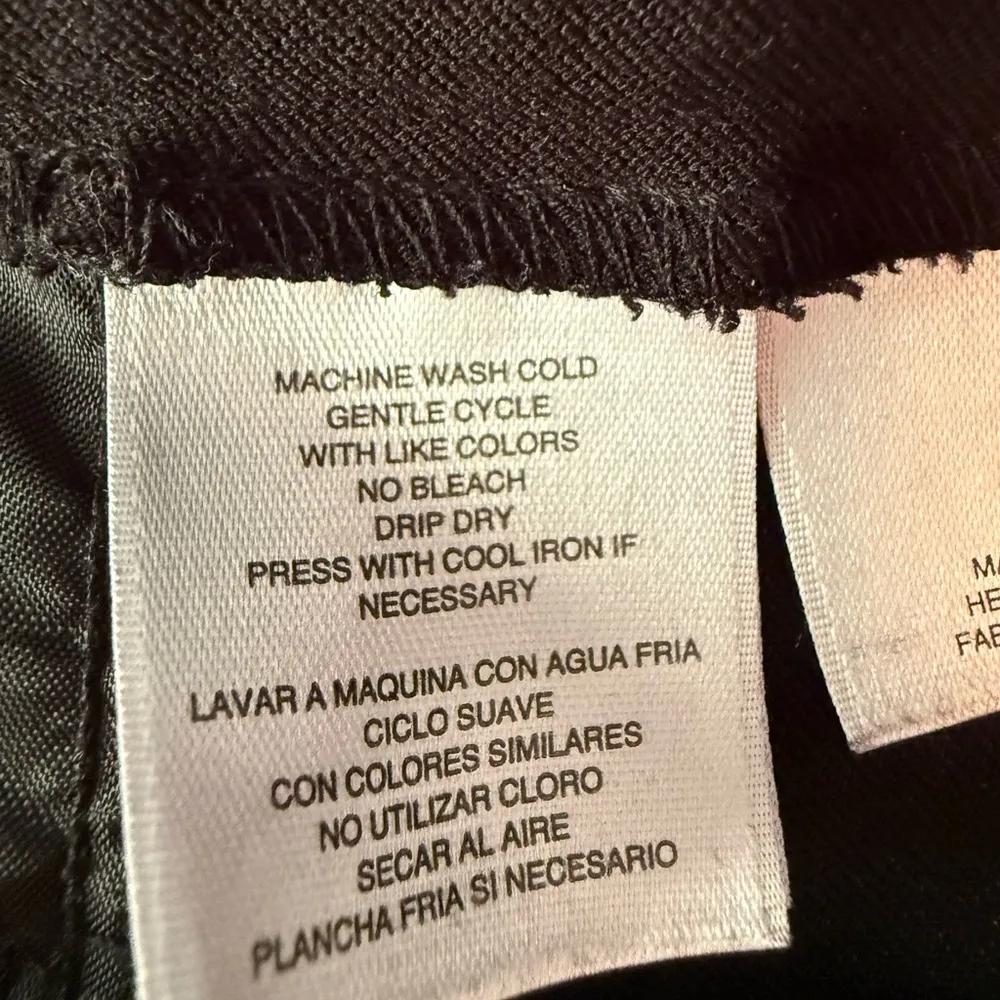 MACHINE WASH COLD
GENTLE CYCLE
WITH LIKE COLORS
NO BLEACH
DRIP DRY
PRESS WITH COOL IRON IF
NECESSARY
LAVAR A MAQUINA CON AGUA FRIA
CICLO SUAVE
CON COLORES SIMILARES
NO UTILIZAR CLORO
SECAR AL AIRE
PLANCHA FRIA SI NECESARIO